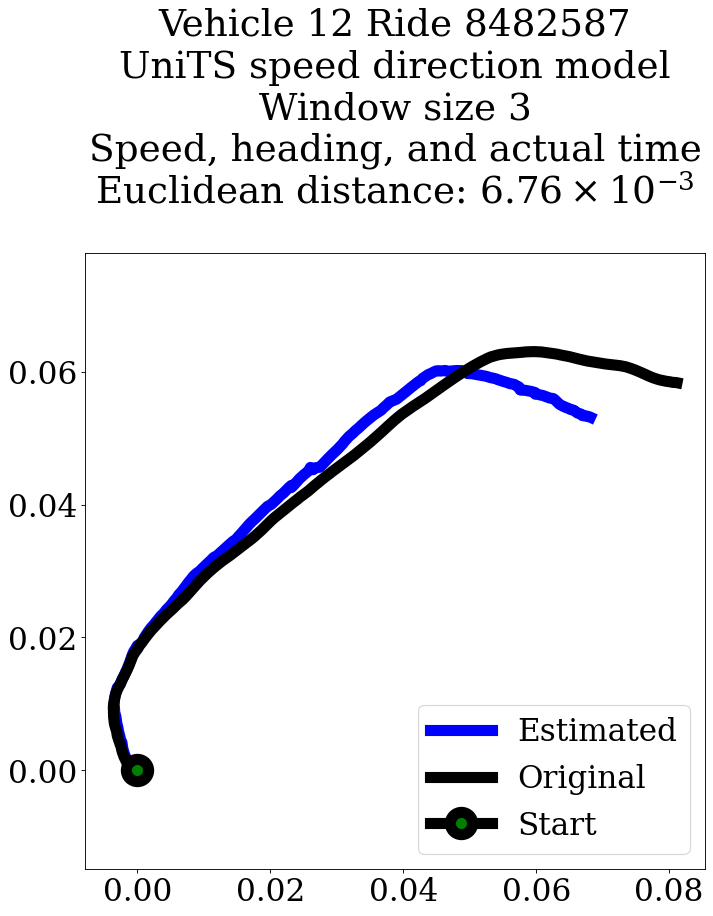 Vehicle 12 Ride 8482587
UniTS speed direction model
Window size 3
Speed, heading, and actual time
Euclidean distance: 6.76 × 10⁻³
0.06
0.04
0.02
0.00
Estimated
Original
Start
0.00 0.02 0.04 0.06 0.08